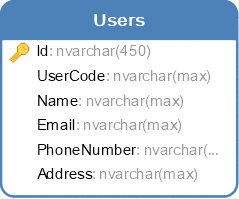 Users
Id: nvarchar(450)
UserCode: nvarchar(max)
Name: nvarchar(max)
Email: nvarchar(max)
PhoneNumber: nvarchar(...
Address: nvarchar(max)